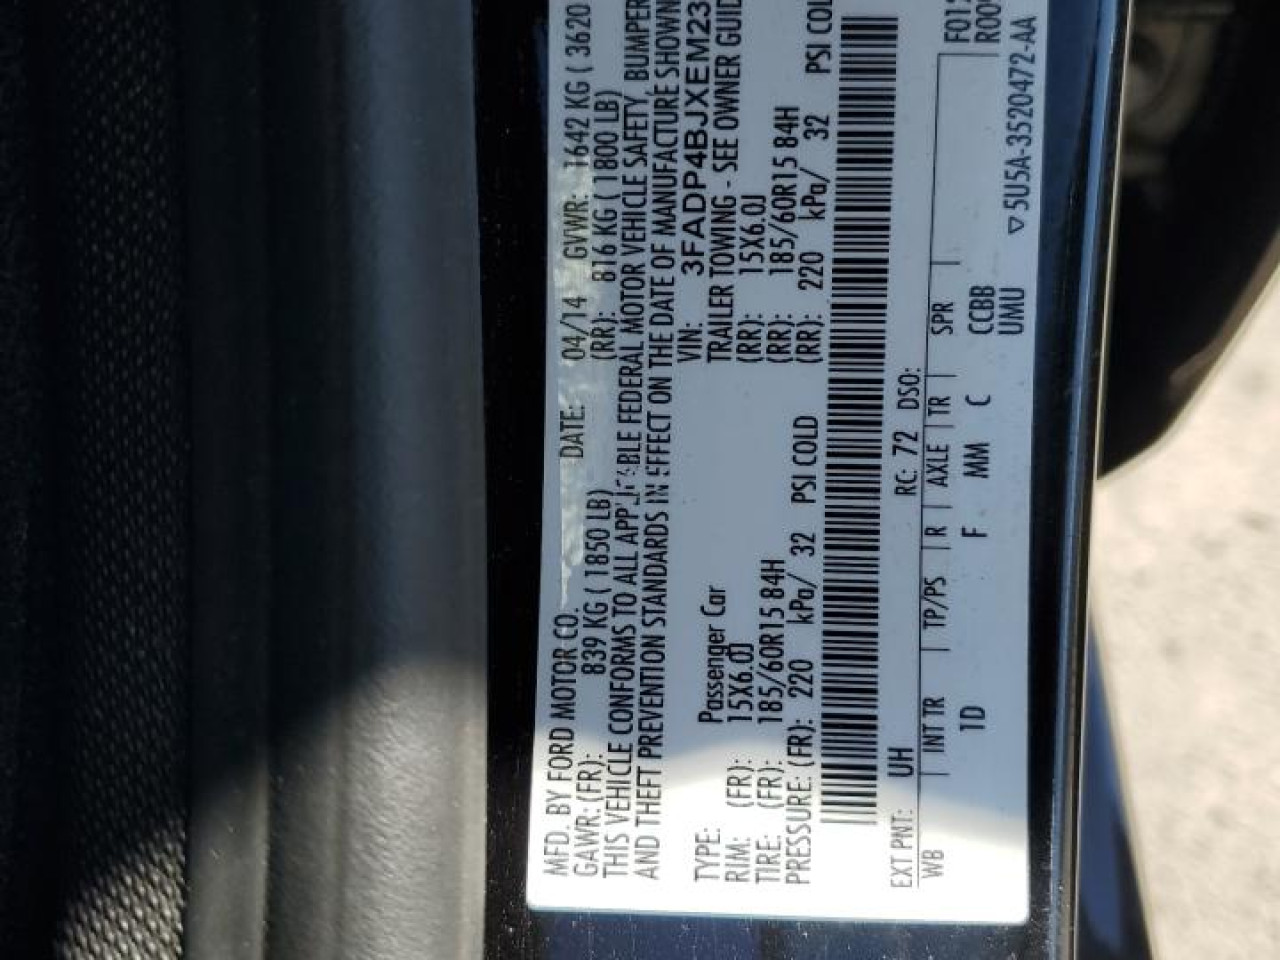 MFD. BY FORD MOTOR CO. DATE: 04/14 GVWR: 1642 KG ( 3620
GAWR: (FR): 839 KG ( 1850 LB) (RR): 816 KG ( 1800 LB)
THIS VEHICLE CONFORMS TO ALL APPLICABLE FEDERAL MOTOR VEHICLE SAFETY, BUMPER
AND THEFT PREVENTION STANDARDS IN EFFECT ON THE DATE OF MANUFACTURE SHOWN
VIN: 3FADP4BJXEM23
TYPE: Passenger Car TRAILER TOWING - SEE OWNER GUID
RIM: (FR): 15X6.0J (RR): 15X6.0J
TIRE: (FR): 185/60R15 84H (RR): 185/60R15 84H
PRESSURE: (FR): 220 kPa/ 32 PSI COLD (RR): 220 kPa/ 32 PSI COL
EXT PNT: UH RC: 72 DSO:
WB | INT TR | TP/PS | R | AXLE | TR | SPR | F012
1D F MM C CCBB R00
UMU
▽ 5U5A-3520472-AA